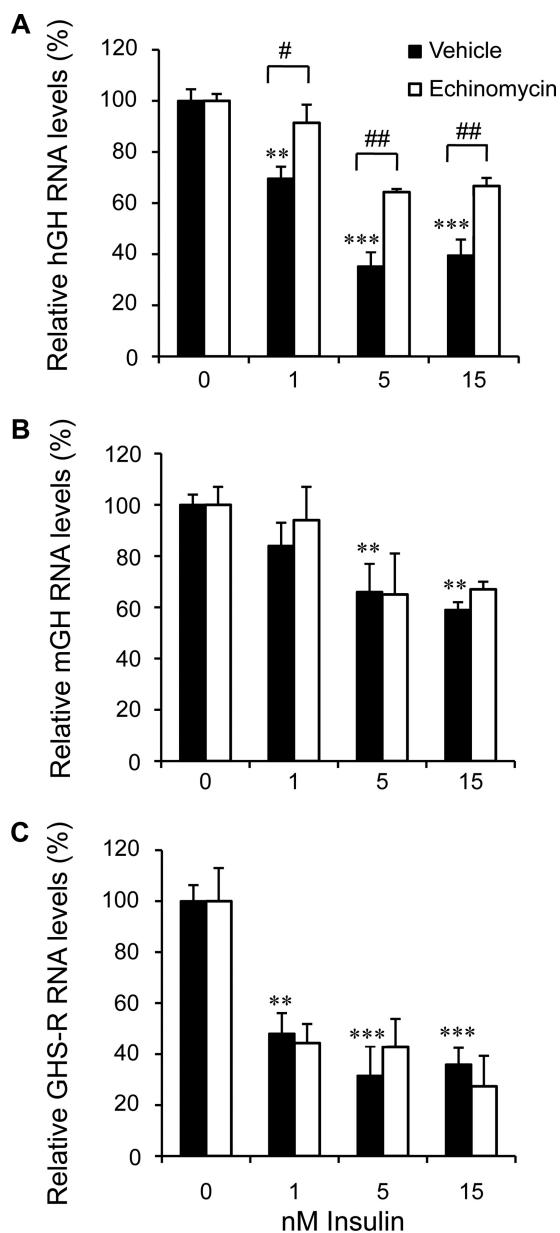 A
Relative hGH RNA levels (%)
120
100
80
60
40
20
0
Vehicle
Echinomycin
#
##
##
**
***
***
0 1 5 15
B
Relative mGH RNA levels (%)
120
100
80
60
40
20
0
**
**
0 1 5 15
C
Relative GHS-R RNA levels (%)
120
100
80
60
40
20
0
**
***
***
0 1 5 15
nM Insulin